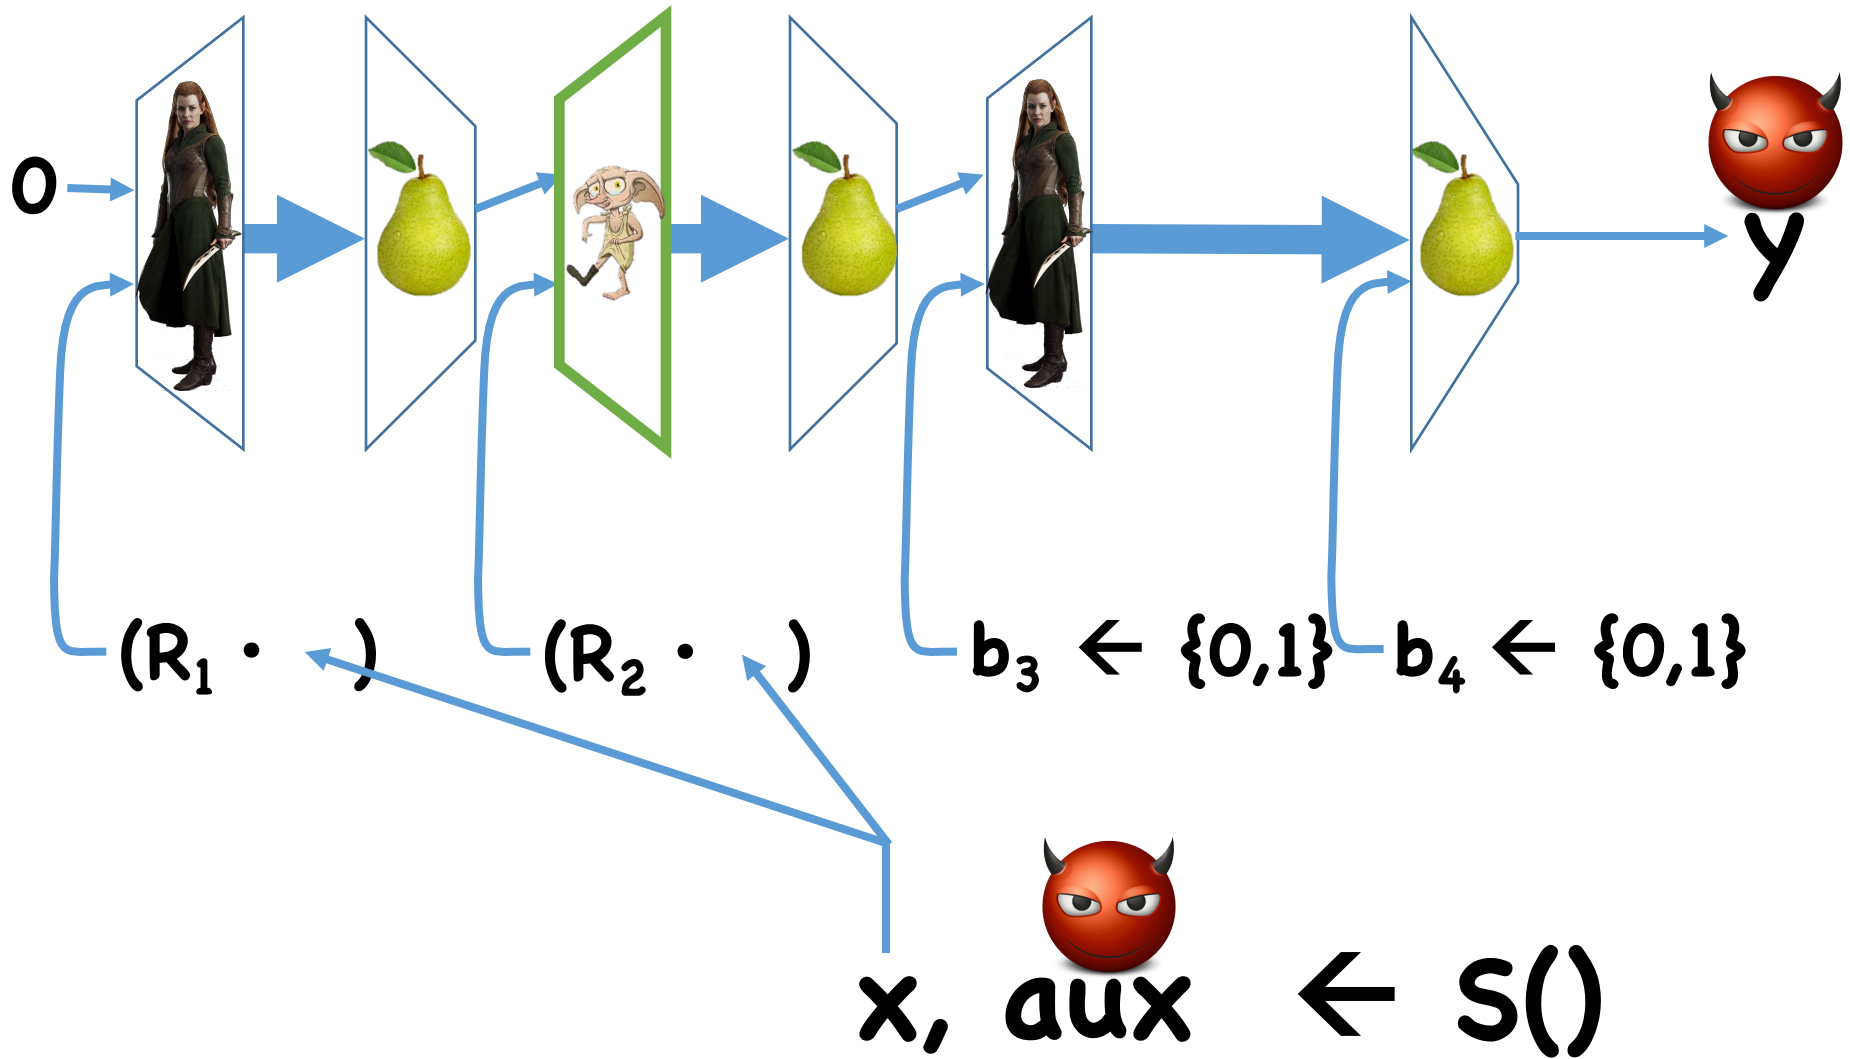 0
y
(R₁ · )
(R₂ · )
b₃ ← {0,1}
b₄ ← {0,1}
x, aux ← S()